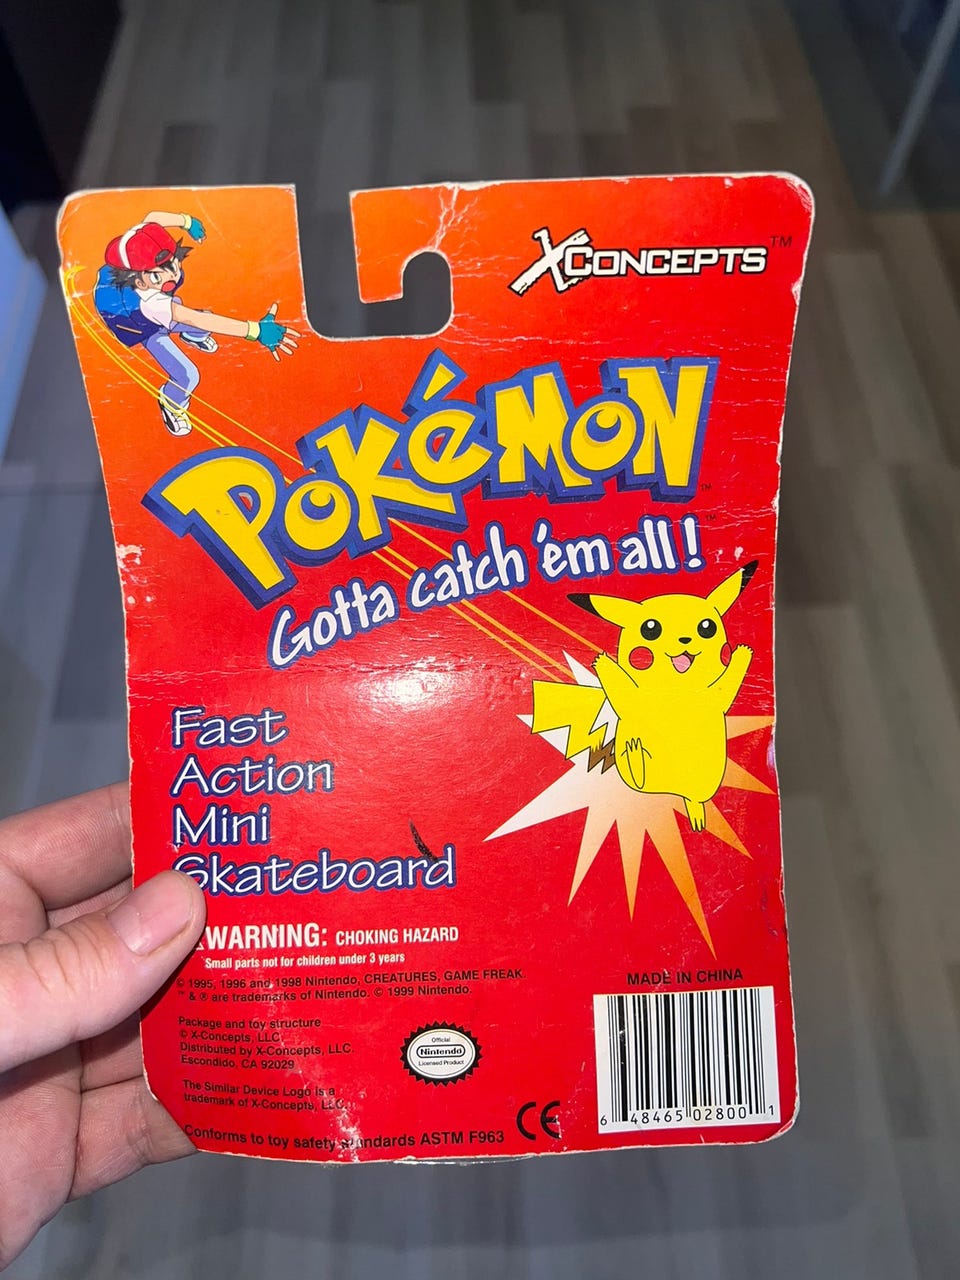 XCONCEPTS™
POKéMON™
Gotta catch 'em all!™
Fast
Action
Mini
Skateboard
WARNING: CHOKING HAZARD
Small parts not for children under 3 years
© 1995, 1996 and 1998 Nintendo, CREATURES, GAME FREAK.
™ & ® are trademarks of Nintendo. © 1999 Nintendo.
Package and toy structure
© X-Concepts, LLC.
Distributed by X-Concepts, LLC.
Escondido, CA 92029
The Similar Device Logo is a
trademark of X-Concepts, LLC.
Conforms to toy safety standards ASTM F963
Official
Nintendo
Licensed Product
CE
MADE IN CHINA
6 48465 02800 1